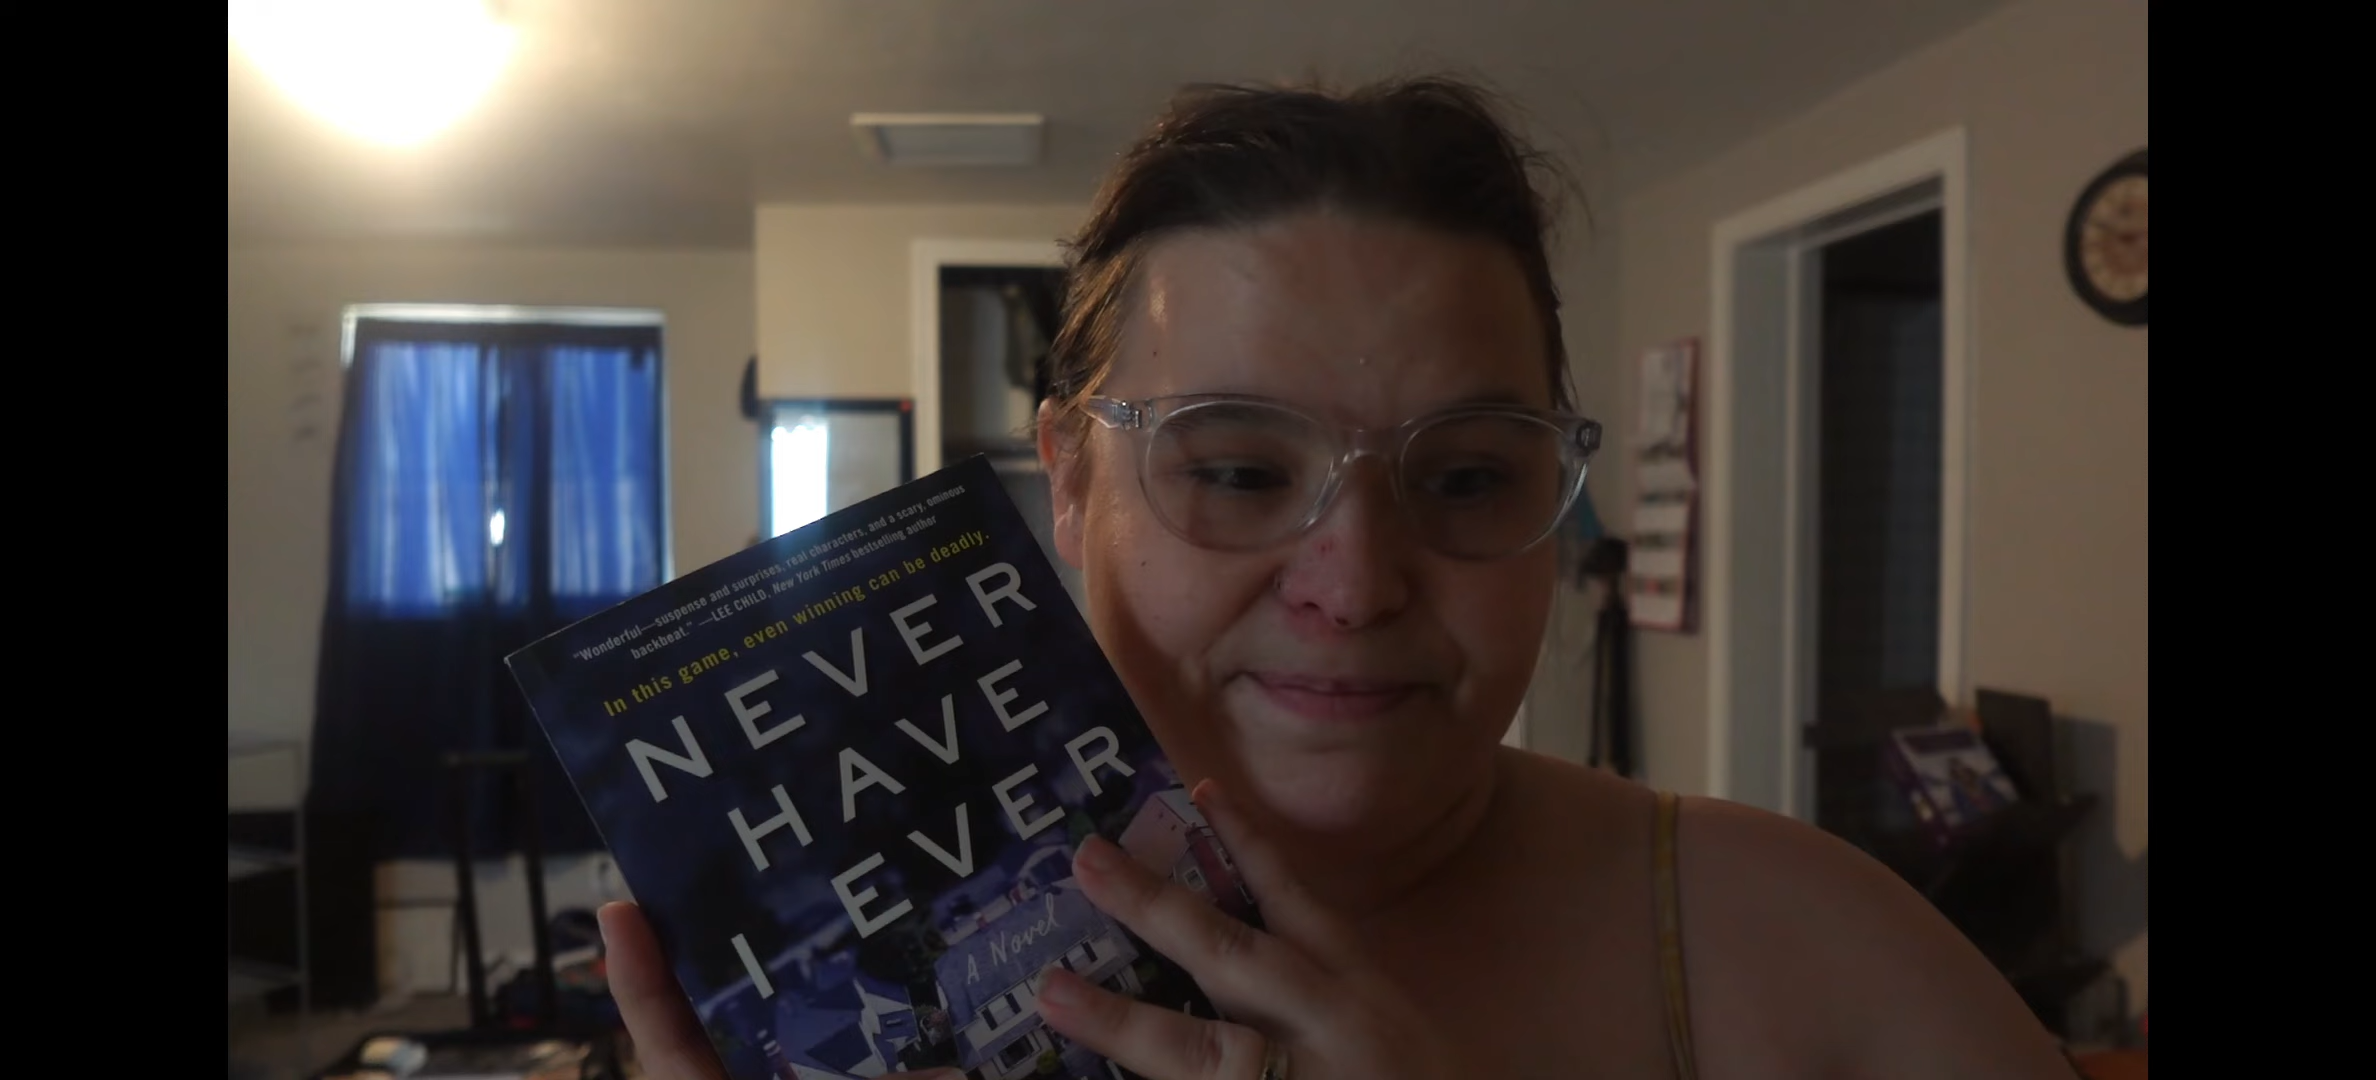 "Wonderful—suspense and surprises, real characters, and a scary, ominous
backbeat." —LEE CHILD, New York Times bestselling author
In this game, even winning can be deadly.
NEVER
HAVE
I EVER
A Novel